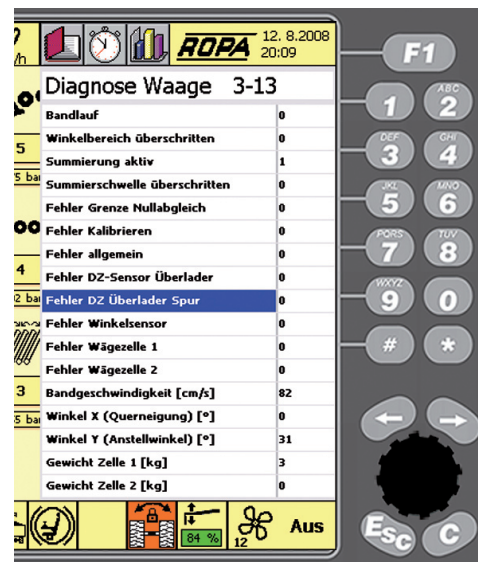 ?
/h
ROPA
12. 8.2008
20:09
F1
Diagnose Waage 3-13
Bandlauf 0
Winkelbereich überschritten 0
Summierung aktiv 1
Summierschwelle überschritten 0
Fehler Grenze Nullabgleich 0
Fehler Kalibrieren 0
Fehler allgemein 0
Fehler DZ-Sensor Überlader 0
Fehler DZ Überlader Spur 0
Fehler Winkelsensor 0
Fehler Wägezelle 1 0
Fehler Wägezelle 2 0
Bandgeschwindigkeit [cm/s] 82
Winkel X (Querneigung) [°] 0
Winkel Y (Anstellwinkel) [°] 31
Gewicht Zelle 1 [kg] 3
Gewicht Zelle 2 [kg] 0
5
5 bar
4
2 bar
3
5 bar
84 %
12
Aus
1
ABC
2
DEF
3
GHI
4
JKL
5
MNO
6
PQRS
7
TUV
8
WXYZ
9
0
#
*
Esc
C